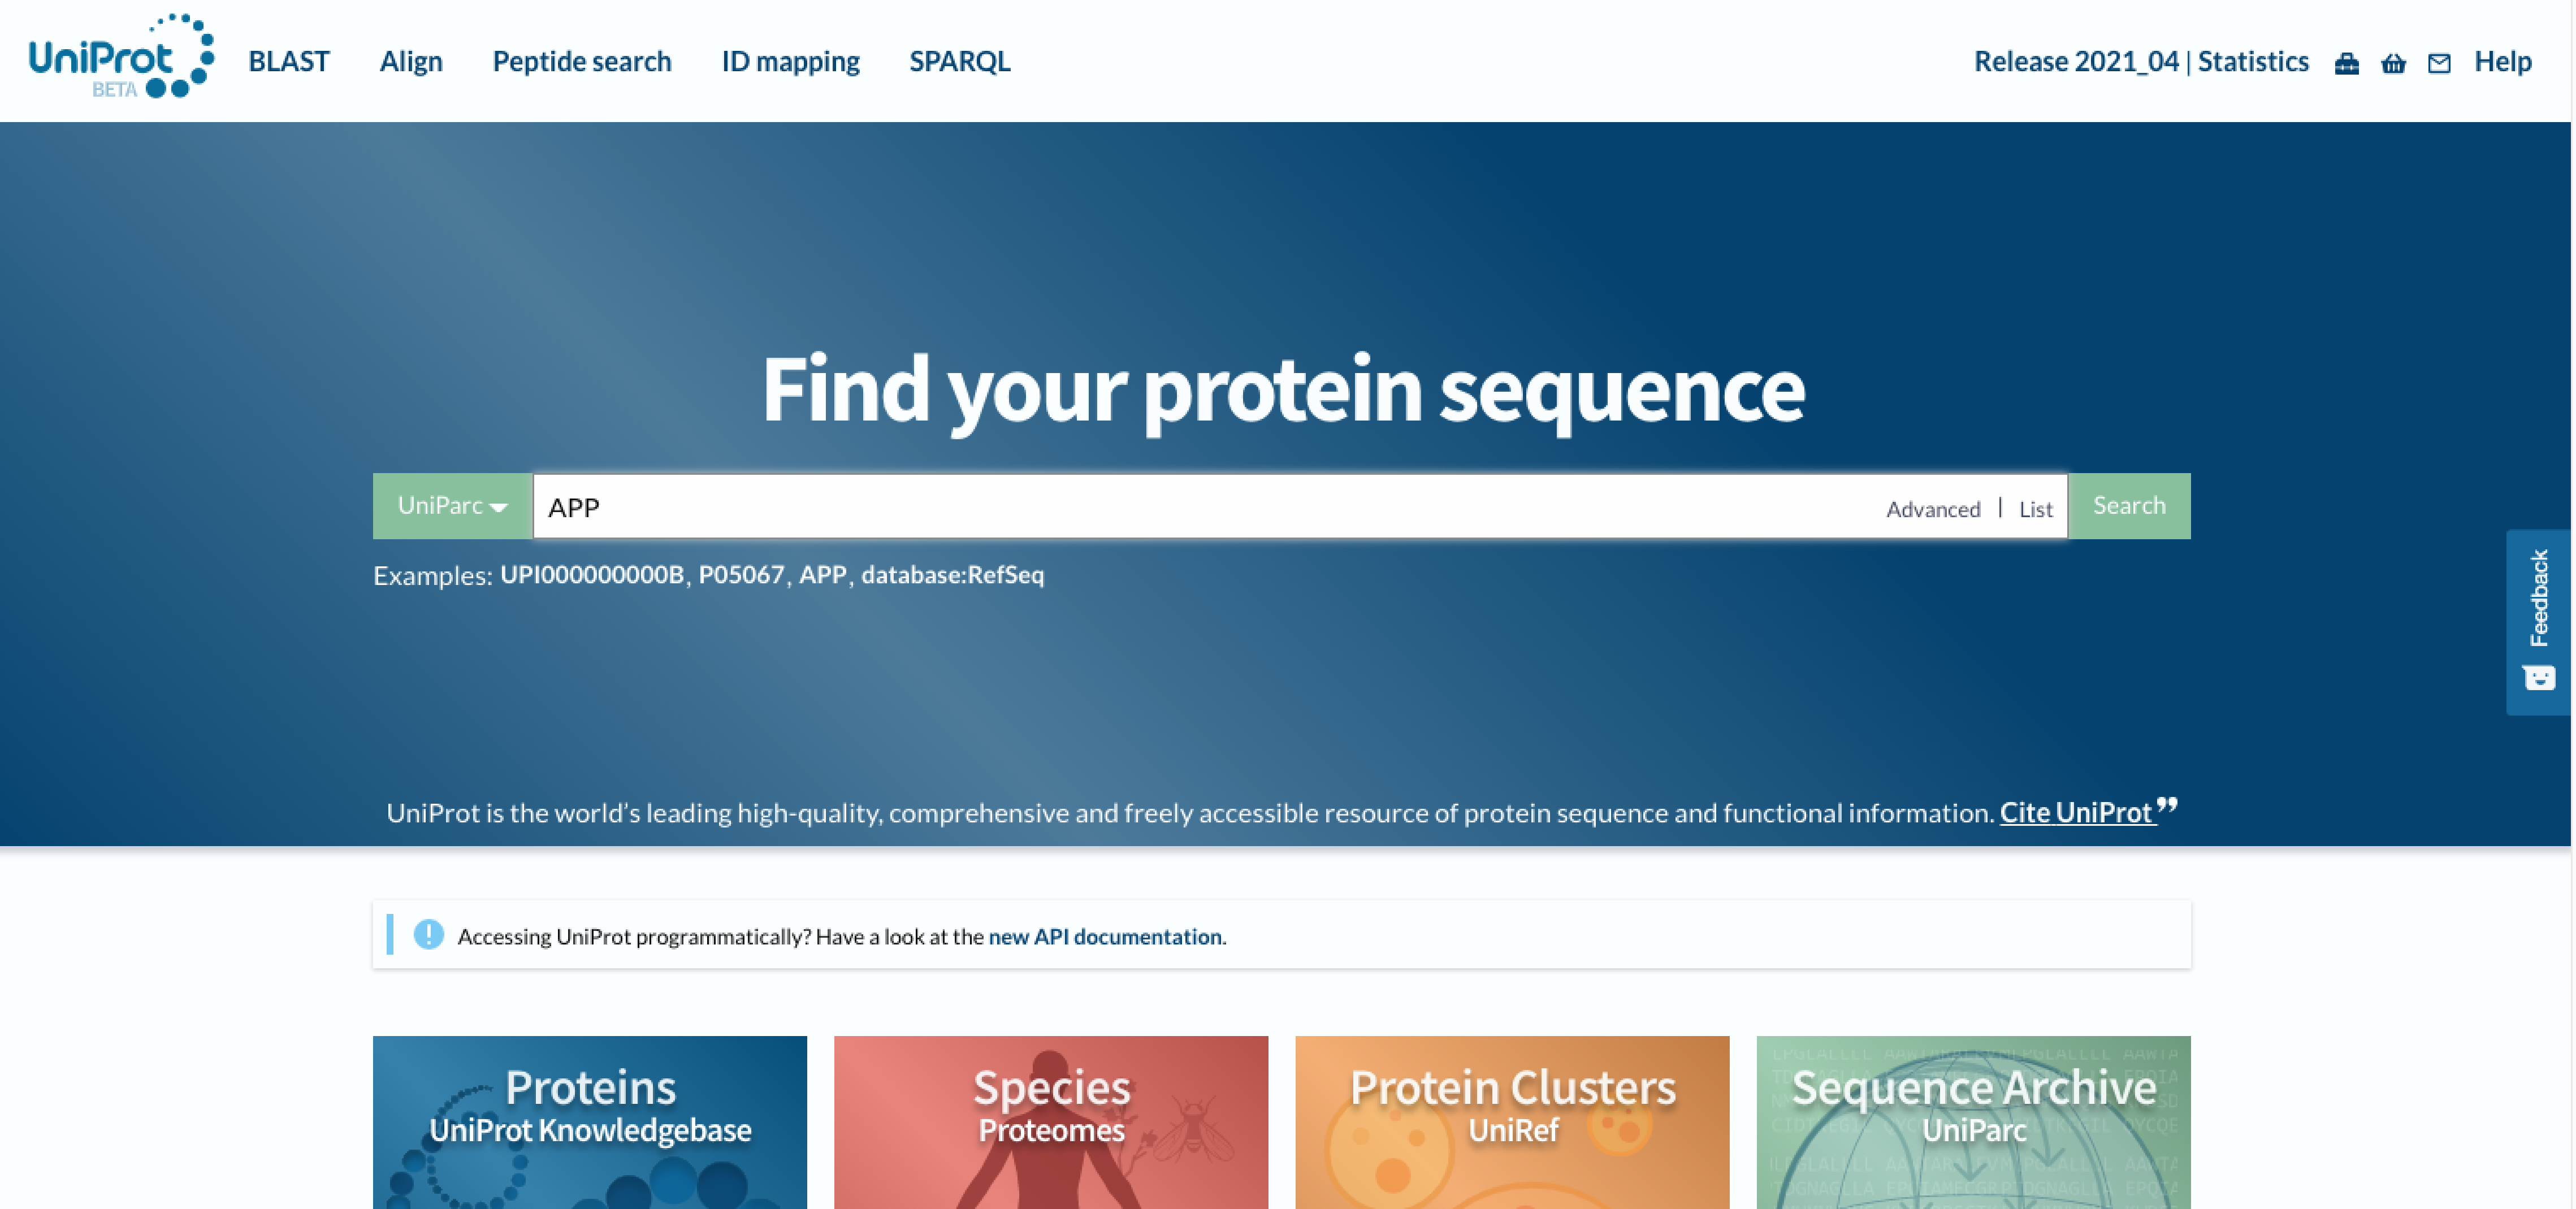 UniProt
BETA
BLAST Align Peptide search ID mapping SPARQL
Release 2021_04 | Statistics Help
Find your protein sequence
UniParc APP Advanced | List Search
Examples: UPI000000000B, P05067, APP, database:RefSeq
Feedback
UniProt is the world’s leading high-quality, comprehensive and freely accessible resource of protein sequence and functional information. Cite UniProt
Accessing UniProt programmatically? Have a look at the new API documentation.
Proteins
UniProt Knowledgebase
Species
Proteomes
Protein Clusters
UniRef
Sequence Archive
UniParc